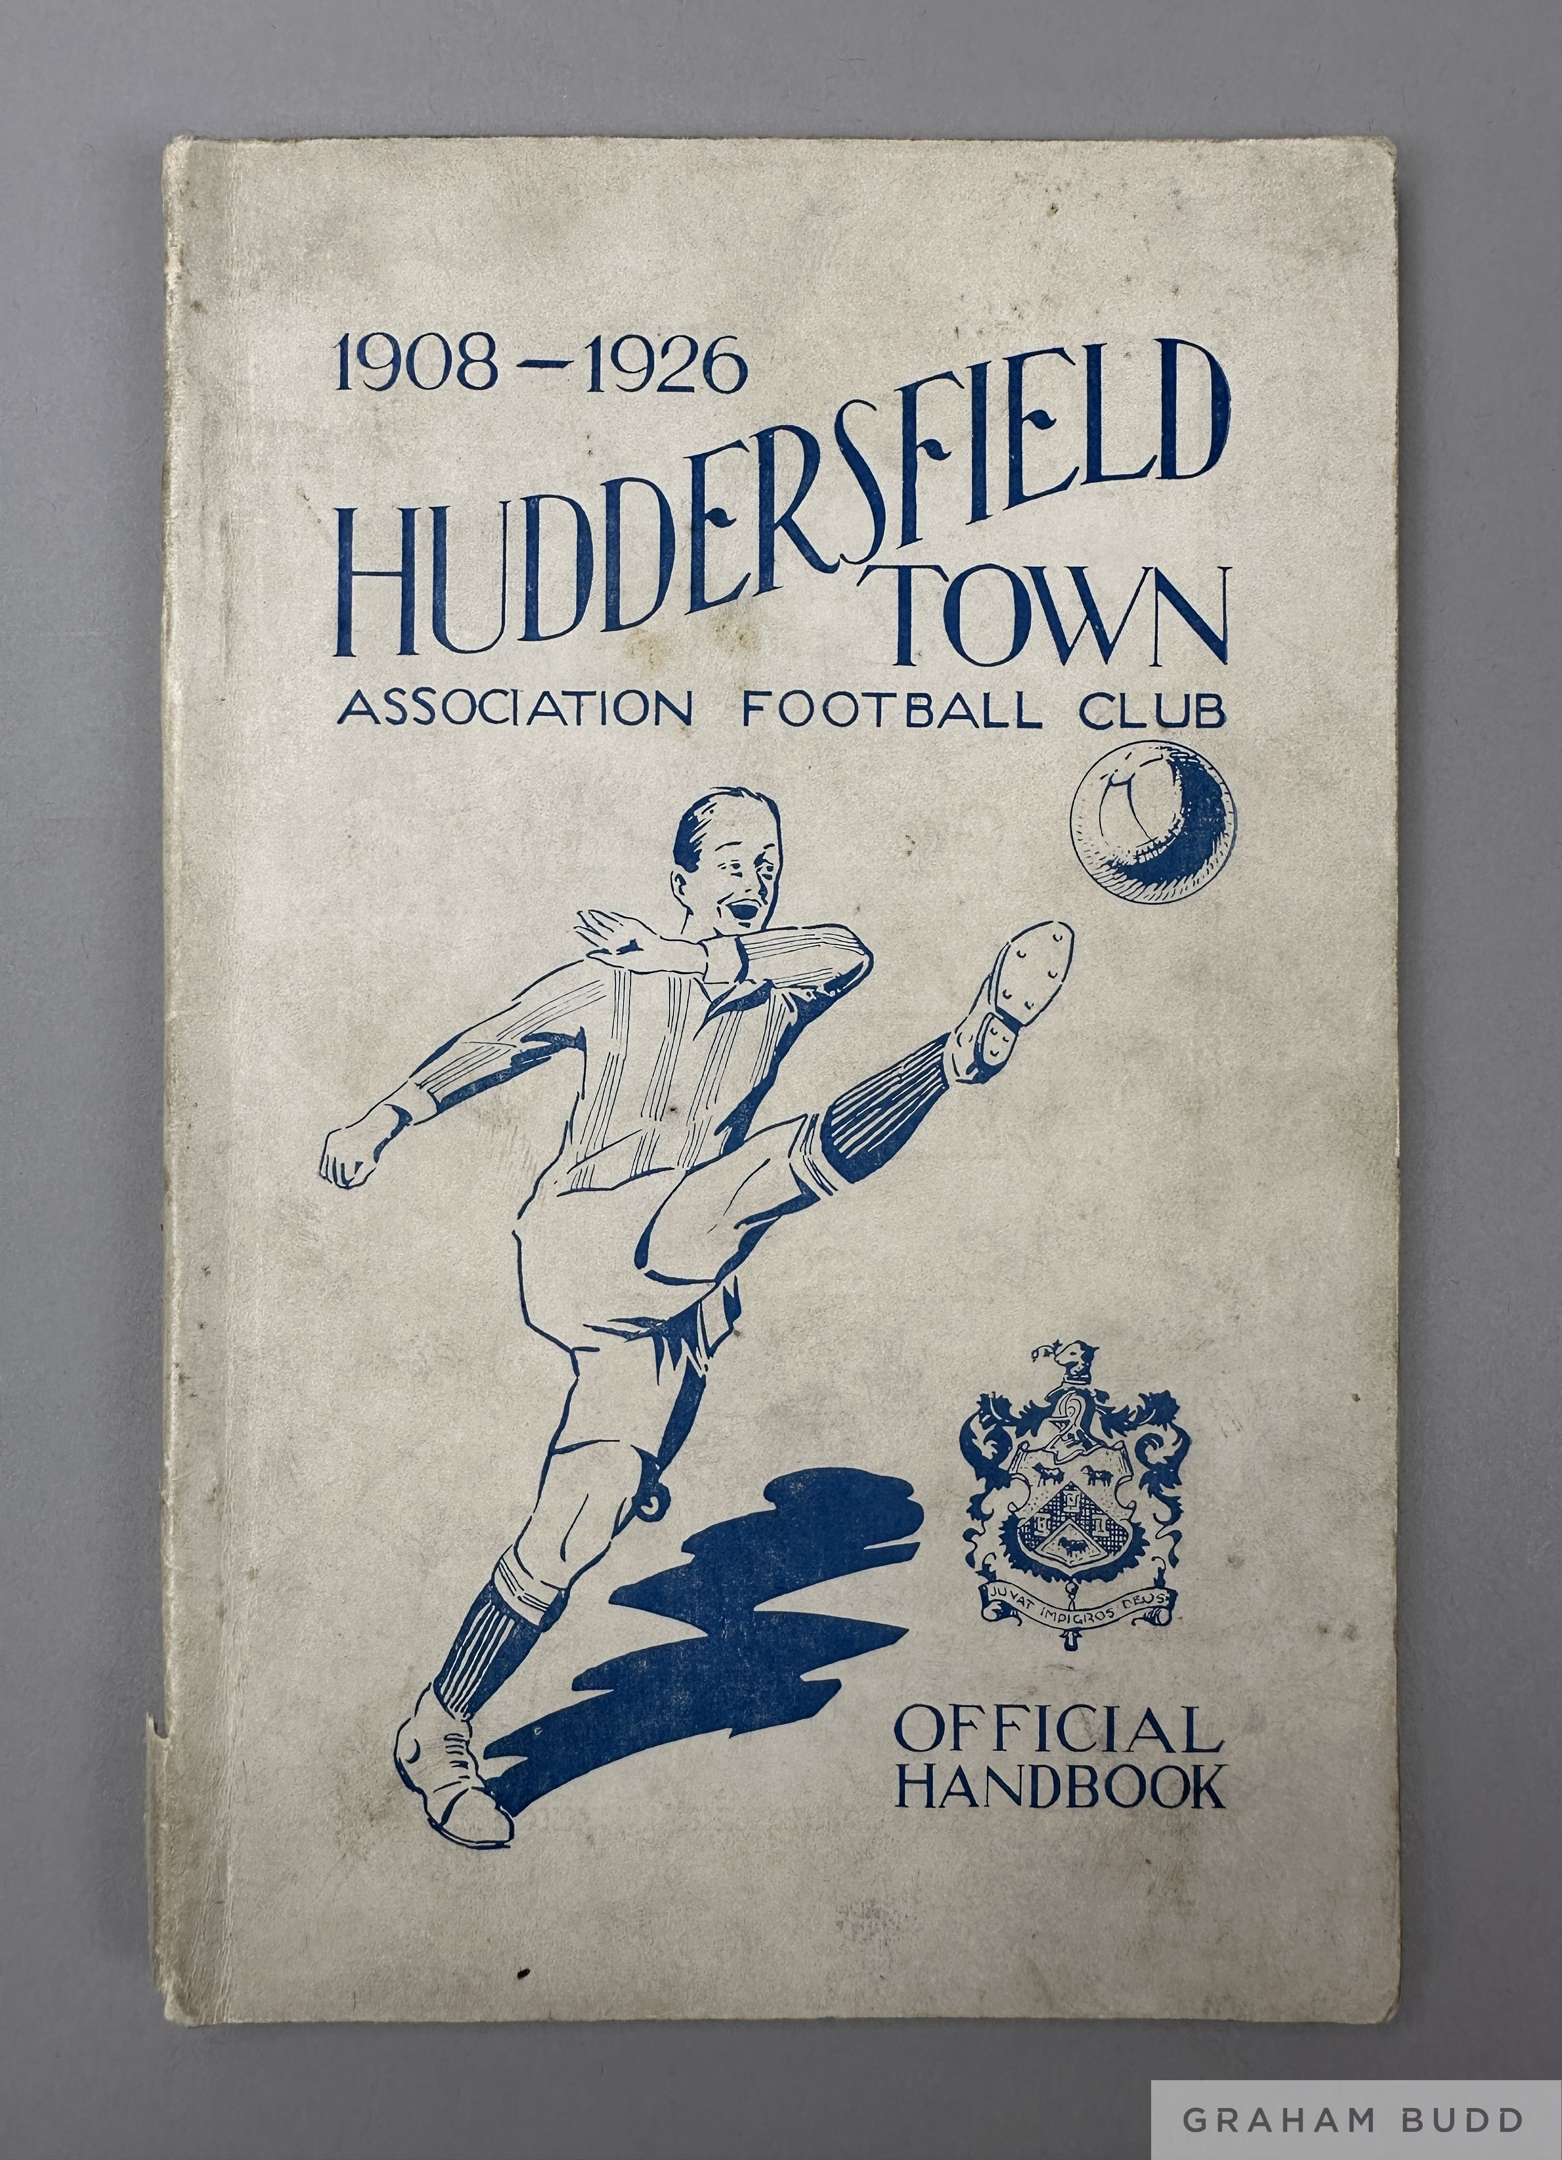 1908 – 1926
HUDDERSFIELD
TOWN
ASSOCIATION FOOTBALL CLUB
JUVAT IMPIGROS DEUS
OFFICIAL
HANDBOOK
GRAHAM BUDD